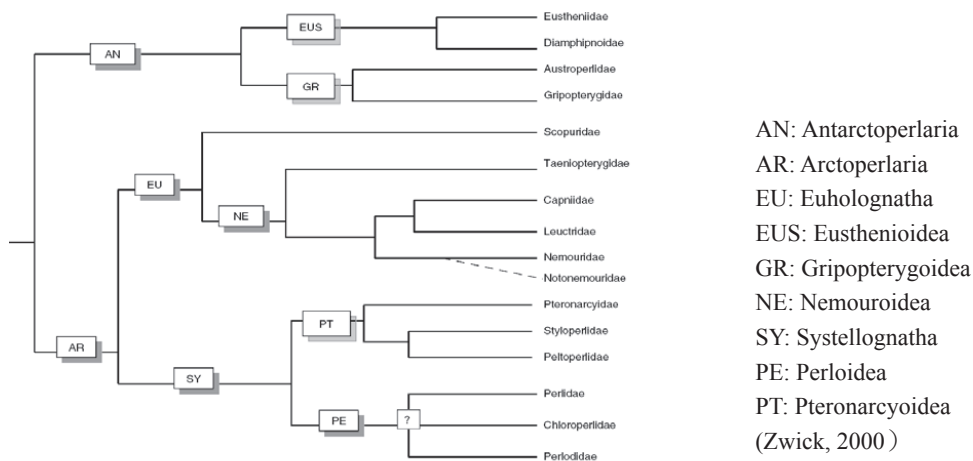 Eustheniidae
EUS
Diamphipnoidae
AN
Austroperlidae
GR
Gripopterygidae
Scopuridae
Taeniopterygidae
EU
Capniidae
NE
Leuctridae
Nemouridae
Notonemouridae
Pteronarcyidae
PT
Styloperlidae
AR
Peltoperlidae
SY
Perlidae
PE
?
Chloroperlidae
Perlodidae
AN: Antarctoperlaria
AR: Arctoperlaria
EU: Euholognatha
EUS: Eusthenioidea
GR: Gripopterygoidea
NE: Nemouroidea
SY: Systellognatha
PE: Perloidea
PT: Pteronarcyoidea
(Zwick, 2000）